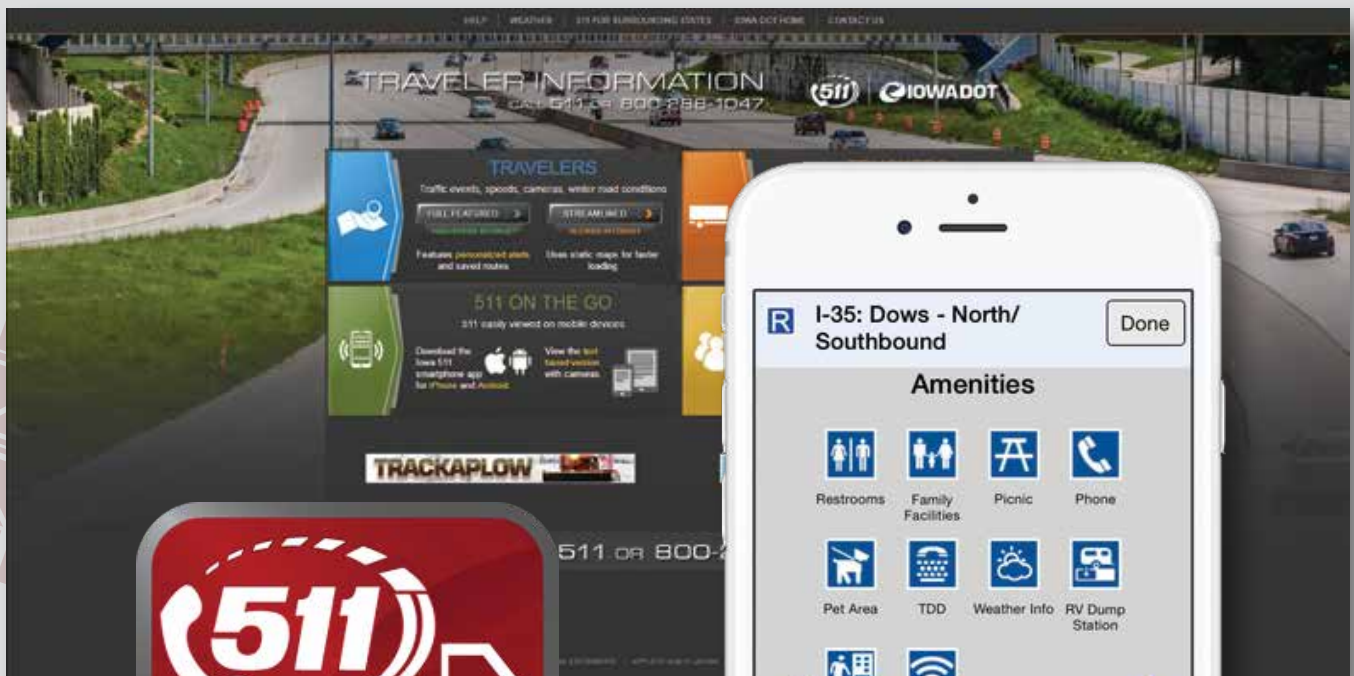 HELP | WEATHER | 511 FOR SURROUNDING STATES | IOWA DOT HOME | CONTACT US
TRAVELER INFORMATION
CALL 511 OR 800-288-1047
511
IOWADOT
TRAVELERS
Traffic events, speeds, cameras, winter road conditions
FULL FEATURED
STREAMLINED
Features personalized alerts
and saved routes
Uses static maps for faster
loading
511 ON THE GO
511 easily viewed on mobile devices
Download the
Iowa 511
smartphone app
for iPhone and Android
View the text
based version
with cameras
TRACKAPLOW
511 OR 800-2
511
R
I-35: Dows - North/
Southbound
Done
Amenities
Restrooms
Family
Facilities
Picnic
Phone
Pet Area
TDD
Weather Info
RV Dump
Station